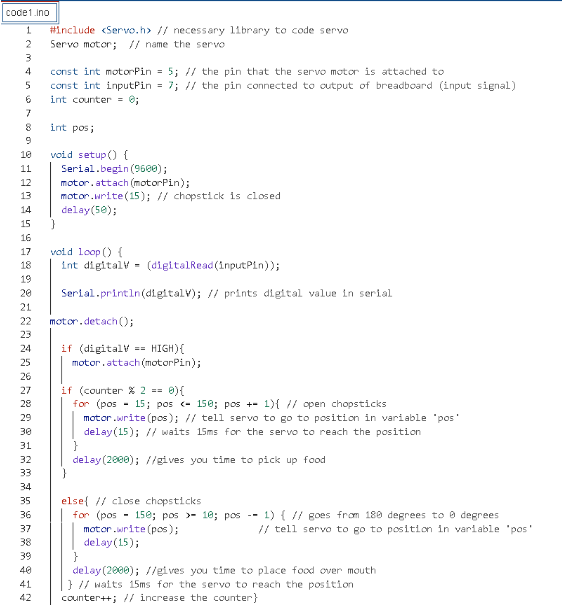 code1.ino
1 #include <Servo.h> // necessary library to code servo
2 Servo motor;  // name the servo
3
4 const int motorPin = 5; // the pin that the servo motor is attached to
5 const int inputPin = 7; // the pin connected to output of breadboard (input signal)
6 int counter = 0;
7
8 int pos;
9
10 void setup() {
11   Serial.begin(9600);
12   motor.attach(motorPin);
13   motor.write(15); // chopstick is closed
14   delay(50);
15 }
16
17 void loop() {
18   int digitalV = (digitalRead(inputPin));
19
20   Serial.println(digitalV); // prints digital value in serial
21
22 motor.detach();
23
24   if (digitalV == HIGH){
25     motor.attach(motorPin);
26
27   if (counter % 2 == 0){
28     for (pos = 15; pos <= 150; pos += 1){ // open chopsticks
29       motor.write(pos); // tell servo to go to position in variable 'pos'
30       delay(15); // waits 15ms for the servo to reach the position
31     }
32     delay(2000); //gives you time to pick up food
33   }
34
35   else{ // close chopsticks
36     for (pos = 150; pos >= 10; pos -= 1) { // goes from 180 degrees to 0 degrees
37       motor.write(pos);              // tell servo to go to position in variable 'pos'
38       delay(15);
39     }
40     delay(2000); //gives you time to place food over mouth
41    } // waits 15ms for the servo to reach the position
42   counter++; // increase the counter}